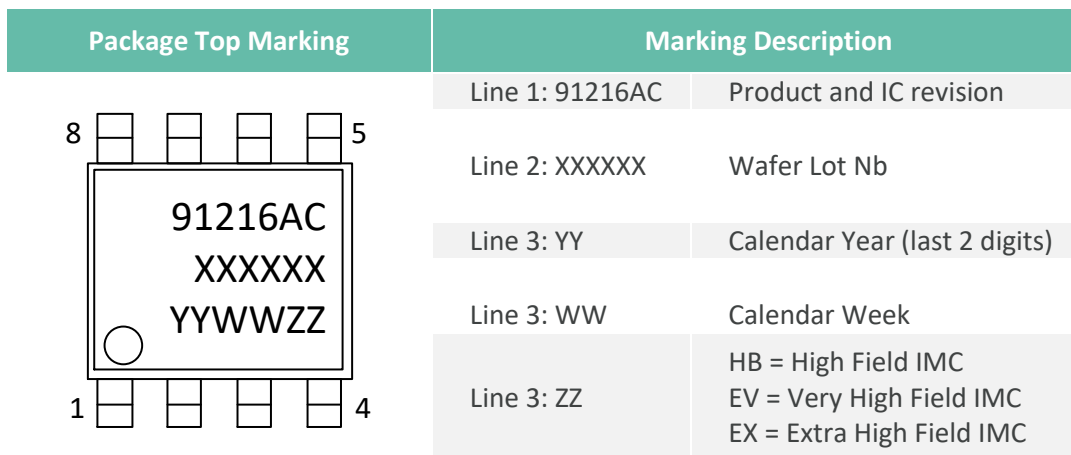 Package Top Marking
Marking Description
8
5
91216AC
XXXXXX
YYWWZZ
1
4
Line 1: 91216AC Product and IC revision
Line 2: XXXXXX Wafer Lot Nb
Line 3: YY Calendar Year (last 2 digits)
Line 3: WW Calendar Week
Line 3: ZZ
HB = High Field IMC
EV = Very High Field IMC
EX = Extra High Field IMC